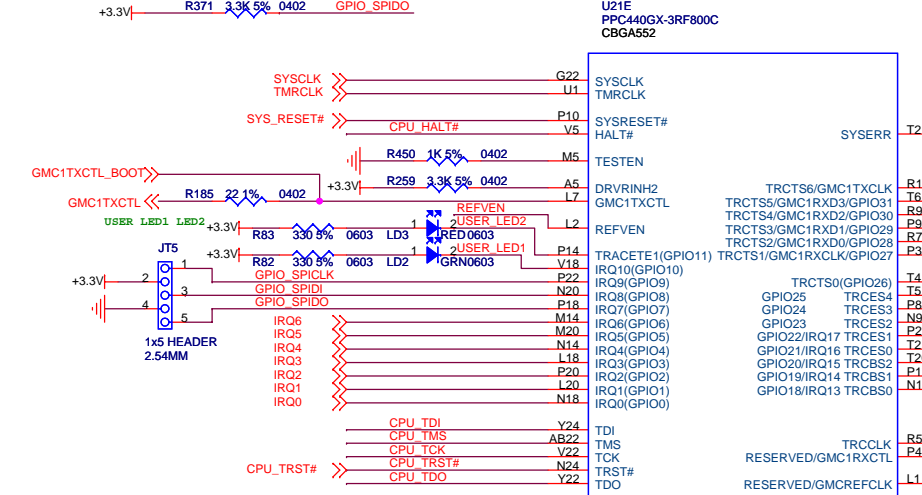 R371 3.3K 5% 0402 GPIO_SPIDO
+3.3V
U21E
PPC440GX-3RF800C
CBGA552
SYSCLK G22 SYSCLK
TMRCLK U1 TMRCLK
SYS_RESET# P10 SYSRESET#
CPU_HALT# V5 HALT# SYSERR T2
R450 1K 5% 0402 M5 TESTEN
GMC1TXCTL_BOOT
+3.3V R259 3.3K 5% 0402 A5 DRVRINH2 TRCTS6/GMC1TXCLK R1
GMC1TXCTL R185 22 1% 0402 L7 GMC1TXCTL TRCTS5/GMC1RXD3/GPIO31 T6
REFVEN TRCTS4/GMC1RXD2/GPIO30 R9
USER LED1 LED2 +3.3V 1 2 USER_LED2 L2 REFVEN TRCTS3/GMC1RXD1/GPIO29 P9
R83 330 5% 0603 LD3 RED 0603 TRCTS2/GMC1RXD0/GPIO28 R7
+3.3V 1 2 USER_LED1 P14 TRACETE1(GPIO11) TRCTS1/GMC1RXCLK/GPIO27 P3
R82 330 5% 0603 LD2 GRN0603 V18 IRQ10(GPIO10)
JT5
1 GPIO_SPICLK P22 IRQ9(GPIO9) TRCTS0(GPIO26) T4
+3.3V 2
3 GPIO_SPIDI N20 IRQ8(GPIO8) GPIO25 TRCES4 T5
4
5 GPIO_SPIDO P18 IRQ7(GPIO7) GPIO24 TRCES3 P8
IRQ6 M14 IRQ6(GPIO6) GPIO23 TRCES2 N9
IRQ5 M20 IRQ5(GPIO5) GPIO22/IRQ17 TRCES1 P2
1x5 HEADER
2.54MM
IRQ4 N14 IRQ4(GPIO4) GPIO21/IRQ16 TRCES0 T2
IRQ3 L18 IRQ3(GPIO3) GPIO20/IRQ15 TRCBS2 T2
IRQ2 P20 IRQ2(GPIO2) GPIO19/IRQ14 TRCBS1 P1
IRQ1 L20 IRQ1(GPIO1) GPIO18/IRQ13 TRCBS0 N1
IRQ0 N18 IRQ0(GPIO0)
CPU_TDI Y24 TDI
CPU_TMS AB22 TMS TRCCLK R5
CPU_TCK V22 TCK RESERVED/GMC1RXCTL P4
CPU_TRST# CPU_TRST# N24 TRST#
CPU_TDO Y22 TDO RESERVED/GMCREFCLK L1